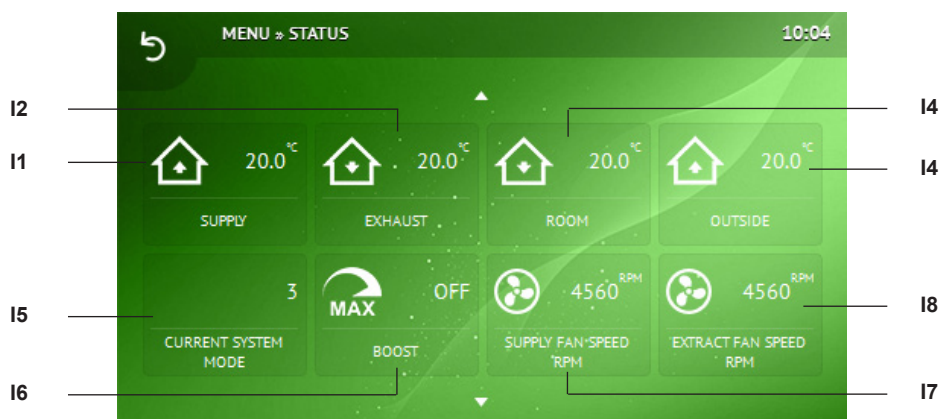 MENU » STATUS 10:04
I2 I4
I1 20.0 °C 20.0 °C 20.0 °C 20.0 °C I4
SUPPLY EXHAUST ROOM OUTSIDE
I5 3 MAX OFF 4560 RPM 4560 RPM I8
CURRENT SYSTEM MODE BOOST SUPPLY FAN SPEED RPM EXTRACT FAN SPEED RPM
I6 I7